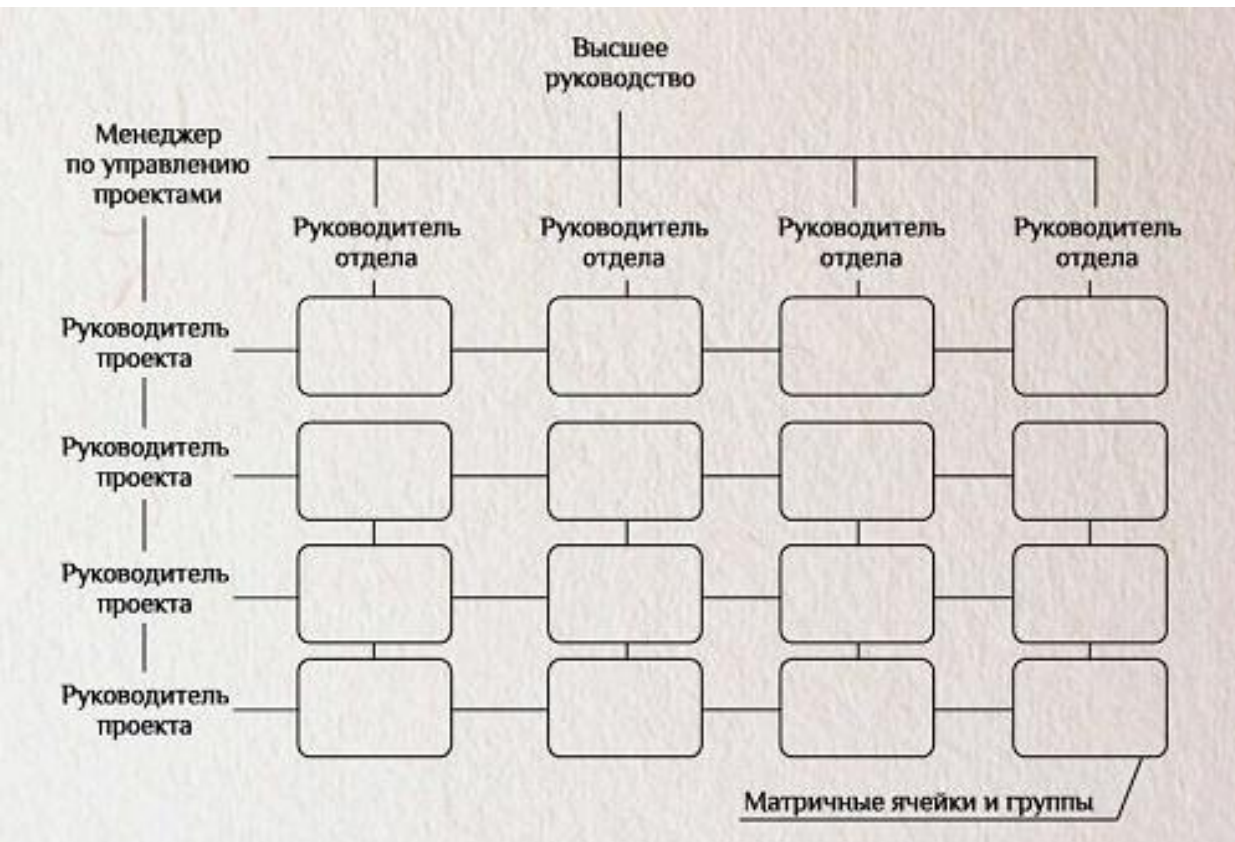 Высшее
руководство
Менеджер
по управлению
проектами
Руководитель
отдела
Руководитель
отдела
Руководитель
отдела
Руководитель
отдела
Руководитель
проекта
Руководитель
проекта
Руководитель
проекта
Руководитель
проекта
Матричные ячейки и группы